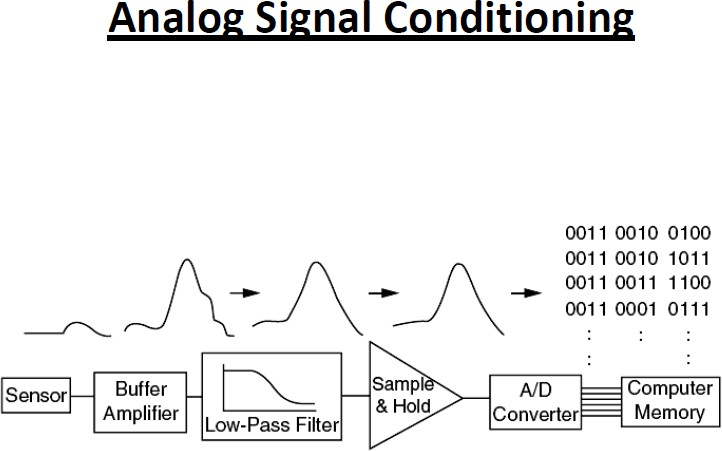 Analog Signal Conditioning
0011 0010 0100
0011 0010 1011
0011 0011 1100
0011 0001 0111
: : :
: :
Sensor
Buffer
Amplifier
Low-Pass Filter
Sample
& Hold
A/D
Converter
Computer
Memory